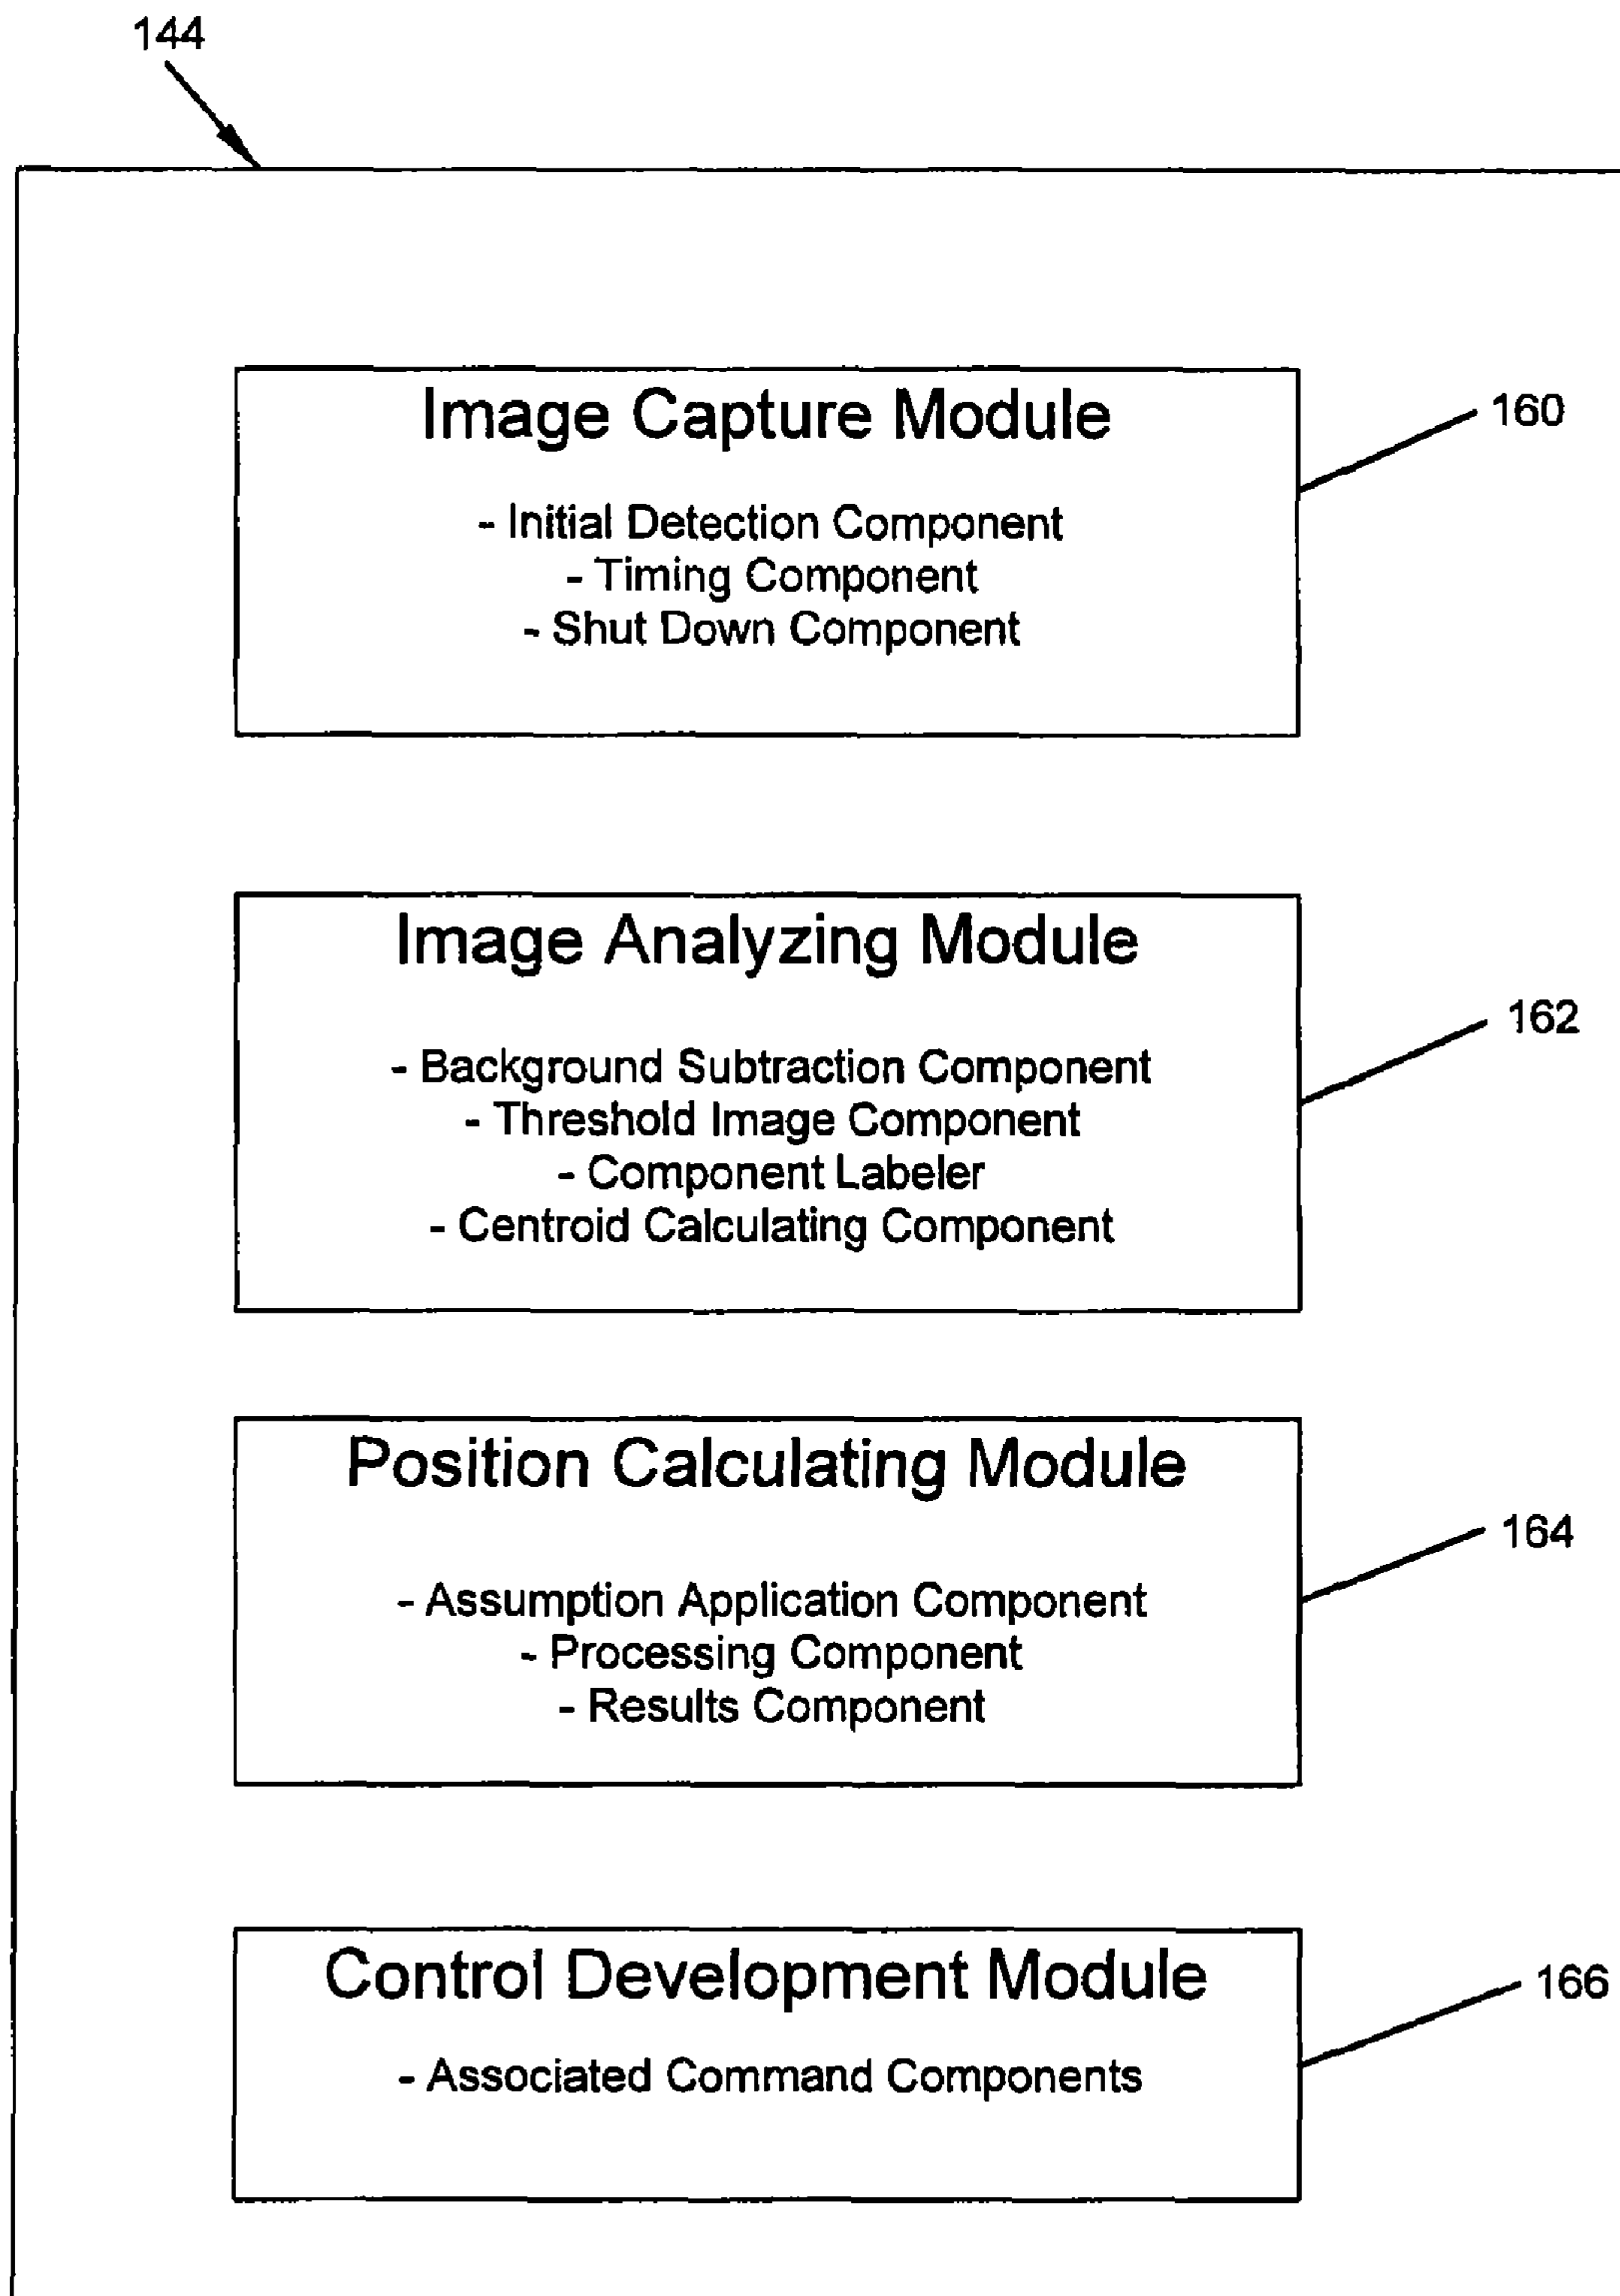 144
Image Capture Module
160
- Initial Detection Component
- Timing Component
- Shut Down Component
Image Analyzing Module
162
- Background Subtraction Component
- Threshold Image Component
- Component Labeler
- Centroid Calculating Component
Position Calculating Module
164
- Assumption Application Component
- Processing Component
- Results Component
Control Development Module
166
- Associated Command Components